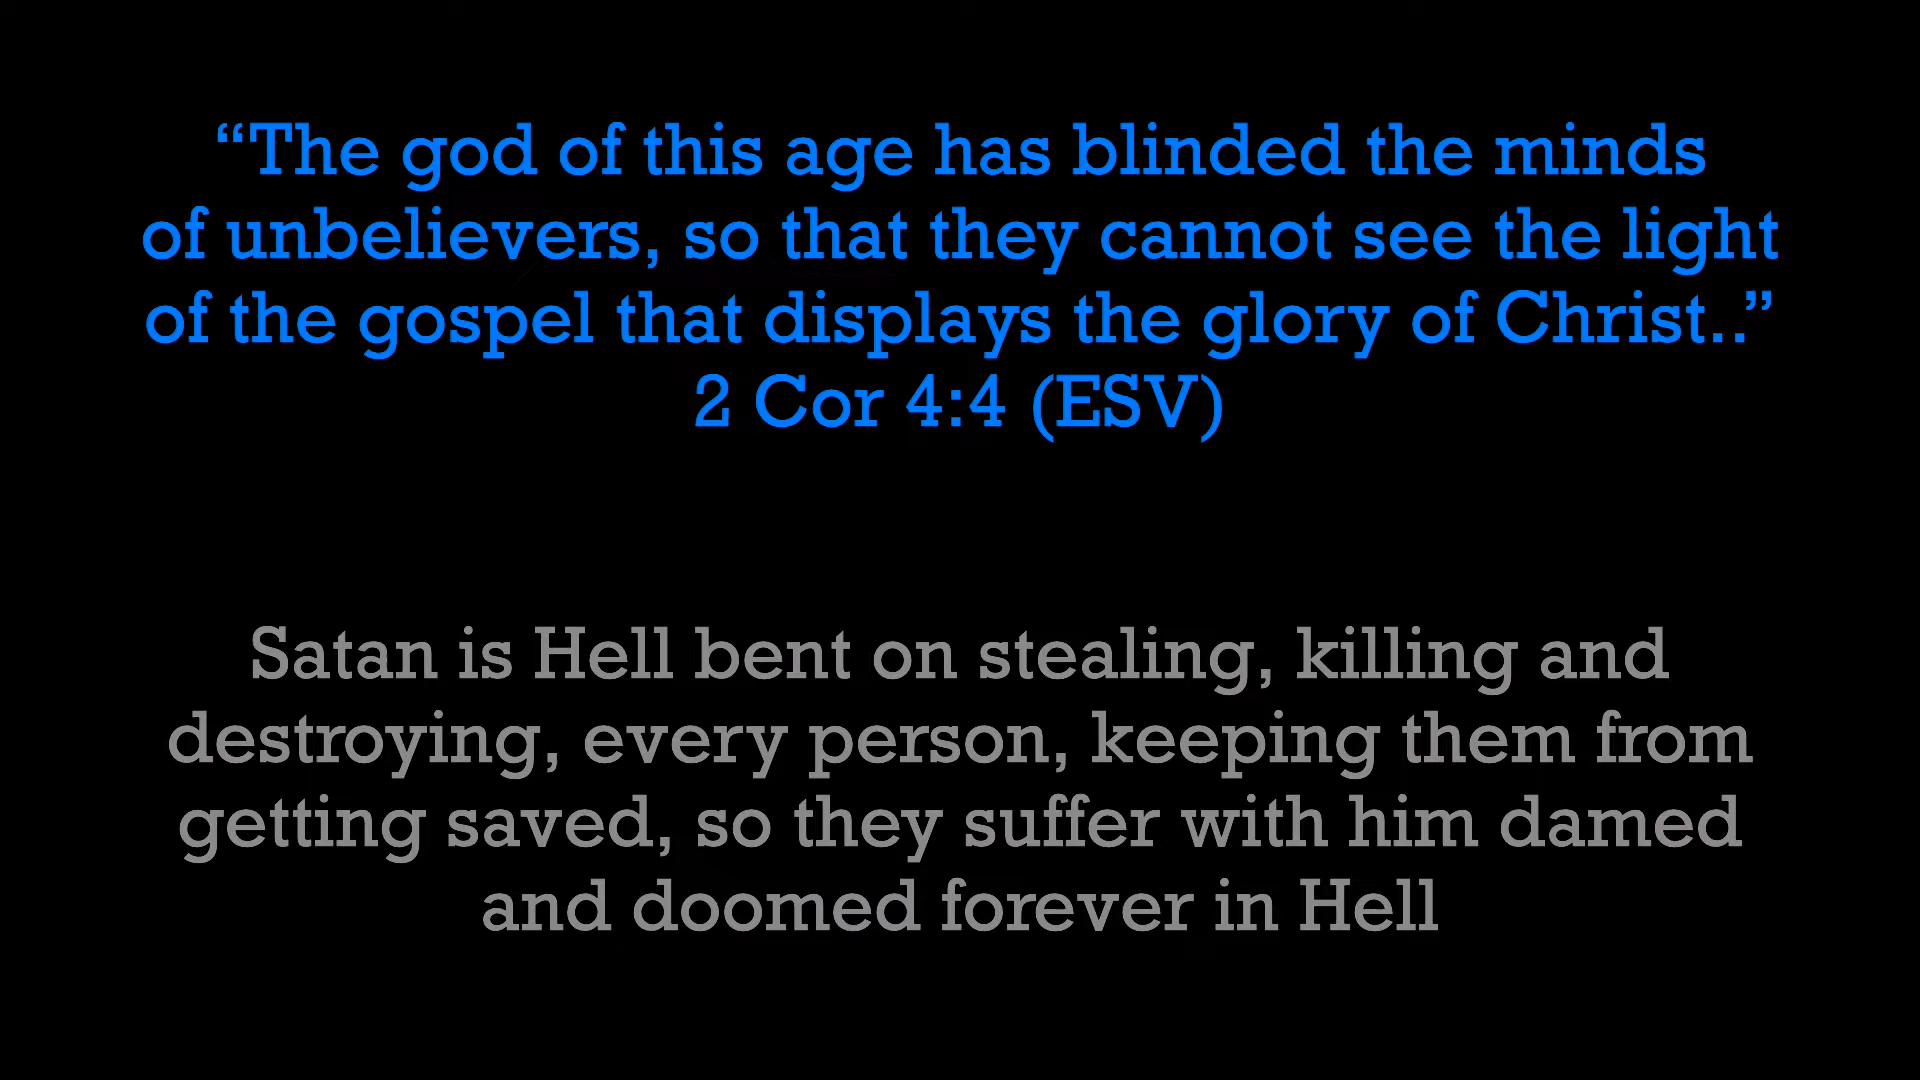 “The god of this age has blinded the minds
of unbelievers, so that they cannot see the light
of the gospel that displays the glory of Christ..”
2 Cor 4:4 (ESV)
Satan is Hell bent on stealing, killing and
destroying, every person, keeping them from
getting saved, so they suffer with him damed
and doomed forever in Hell